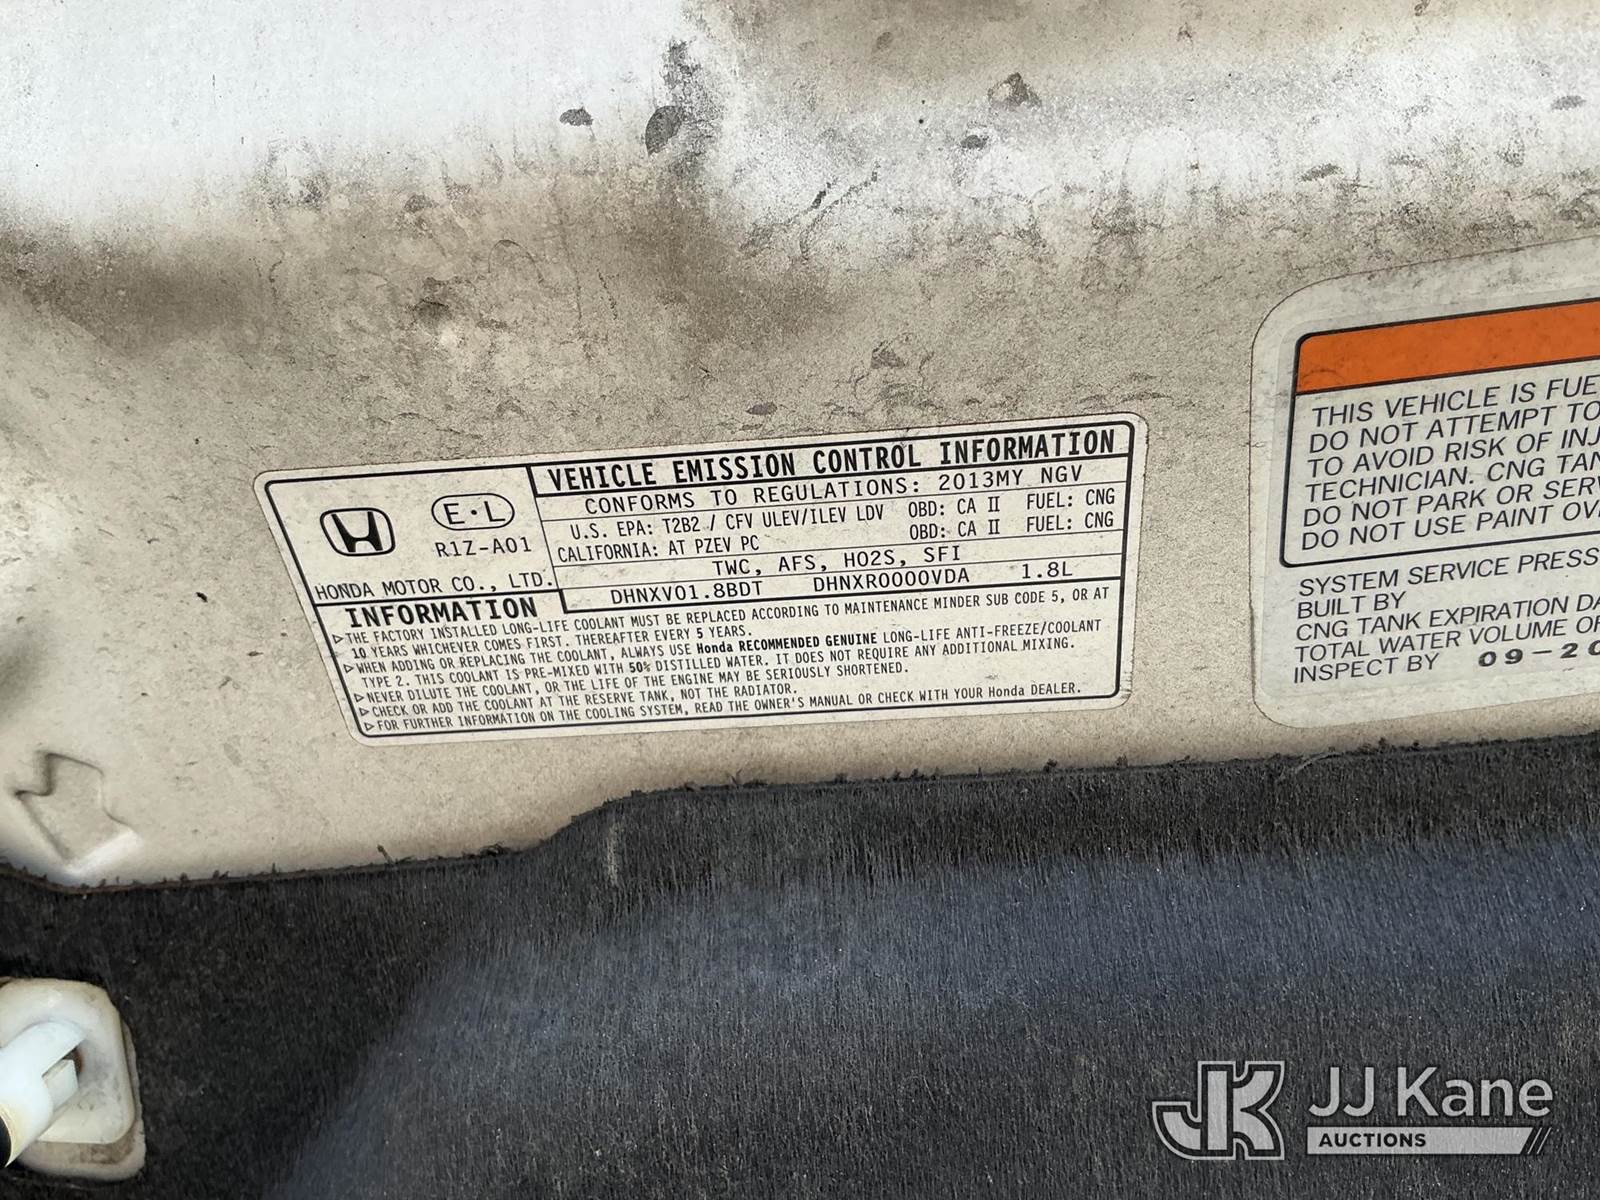 E·L
R1Z-A01
HONDA MOTOR CO., LTD.
VEHICLE EMISSION CONTROL INFORMATION
CONFORMS TO REGULATIONS: 2013MY NGV
U.S. EPA: T2B2 / CFV ULEV/ILEV LDV OBD: CA II FUEL: CNG
CALIFORNIA: AT PZEV PC OBD: CA II FUEL: CNG
TWC, AFS, HO2S, SFI
DHNXV01.8BDT DHNXR0000VDA 1.8L
INFORMATION
▷THE FACTORY INSTALLED LONG-LIFE COOLANT MUST BE REPLACED ACCORDING TO MAINTENANCE MINDER SUB CODE 5, OR AT
10 YEARS WHICHEVER COMES FIRST. THEREAFTER EVERY 5 YEARS.
▷WHEN ADDING OR REPLACING THE COOLANT, ALWAYS USE Honda RECOMMENDED GENUINE LONG-LIFE ANTI-FREEZE/COOLANT
TYPE 2. THIS COOLANT IS PRE-MIXED WITH 50% DISTILLED WATER. IT DOES NOT REQUIRE ANY ADDITIONAL MIXING.
▷NEVER DILUTE THE COOLANT, OR THE LIFE OF THE ENGINE MAY BE SERIOUSLY SHORTENED.
▷CHECK OR ADD THE COOLANT AT THE RESERVE TANK, NOT THE RADIATOR.
▷FOR FURTHER INFORMATION ON THE COOLING SYSTEM, READ THE OWNER'S MANUAL OR CHECK WITH YOUR Honda DEALER.
THIS VEHICLE IS FUE
DO NOT ATTEMPT TO
TO AVOID RISK OF INJ
TECHNICIAN. CNG TAN
DO NOT PARK OR SERV
DO NOT USE PAINT OV
SYSTEM SERVICE PRESS
BUILT BY
CNG TANK EXPIRATION DA
TOTAL WATER VOLUME OF
INSPECT BY 09-20
JK JJ Kane
AUCTIONS